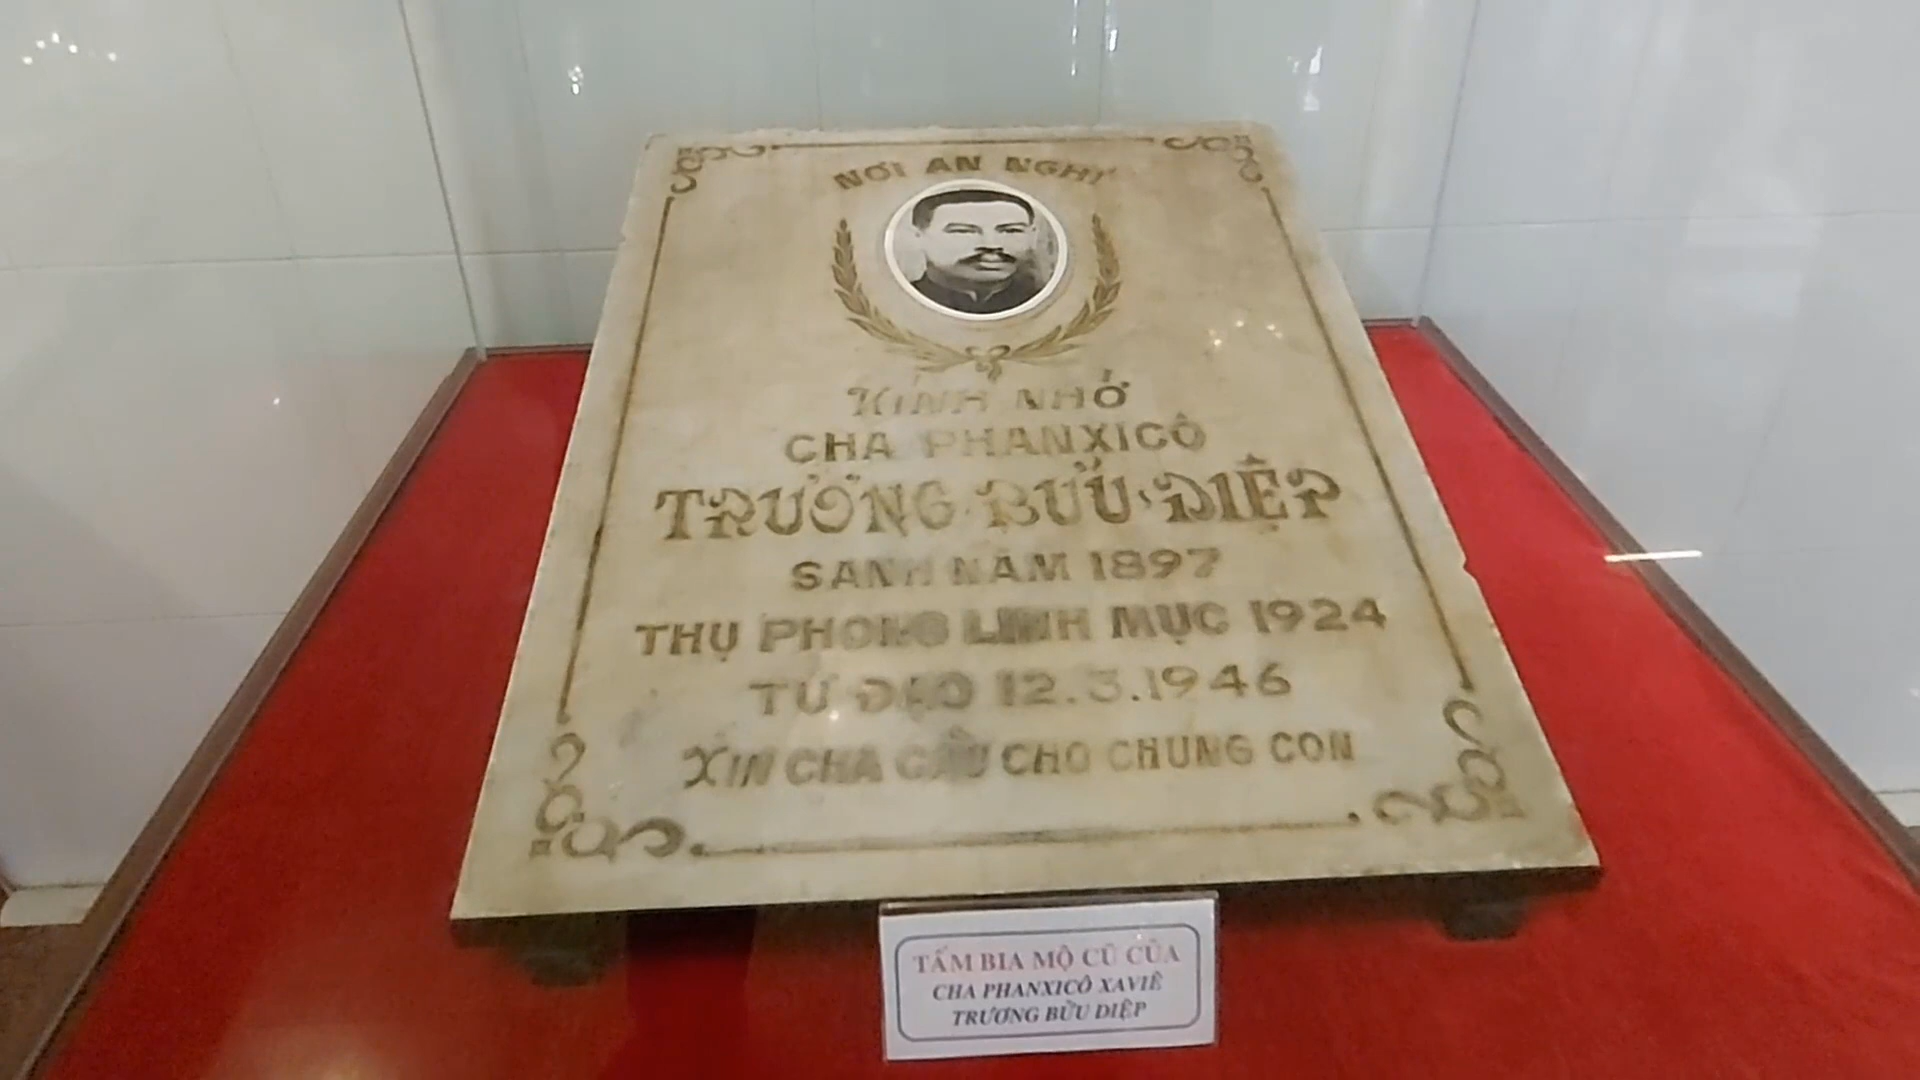 NƠI AN NGHỈ
KÍNH NHỚ
CHA PHANXICÔ
TRƯƠNG BỬU DIỆP
SANH NĂM 1897
THỤ PHONG LINH MỤC 1924
TỬ ĐẠO 12.3.1946
XIN CHA CẦU CHO CHUNG CON
TẤM BIA MỘ CŨ CỦA
CHA PHANXICÔ XAVIÊ
TRƯƠNG BỬU DIỆP